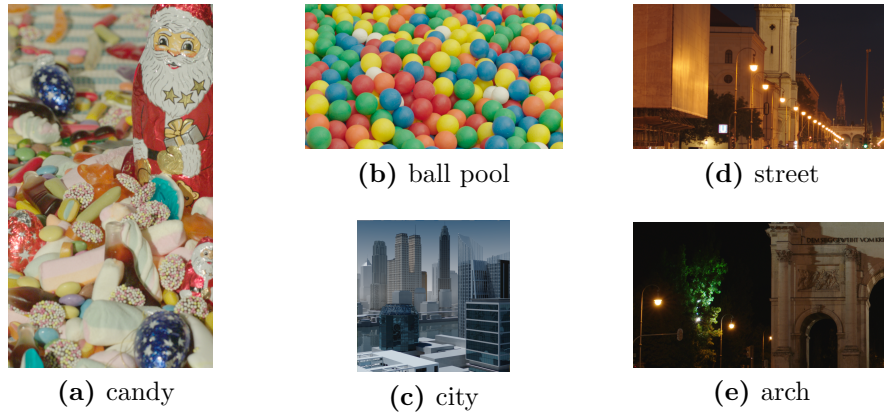 (a) candy
(b) ball pool
(c) city
(d) street
(e) arch